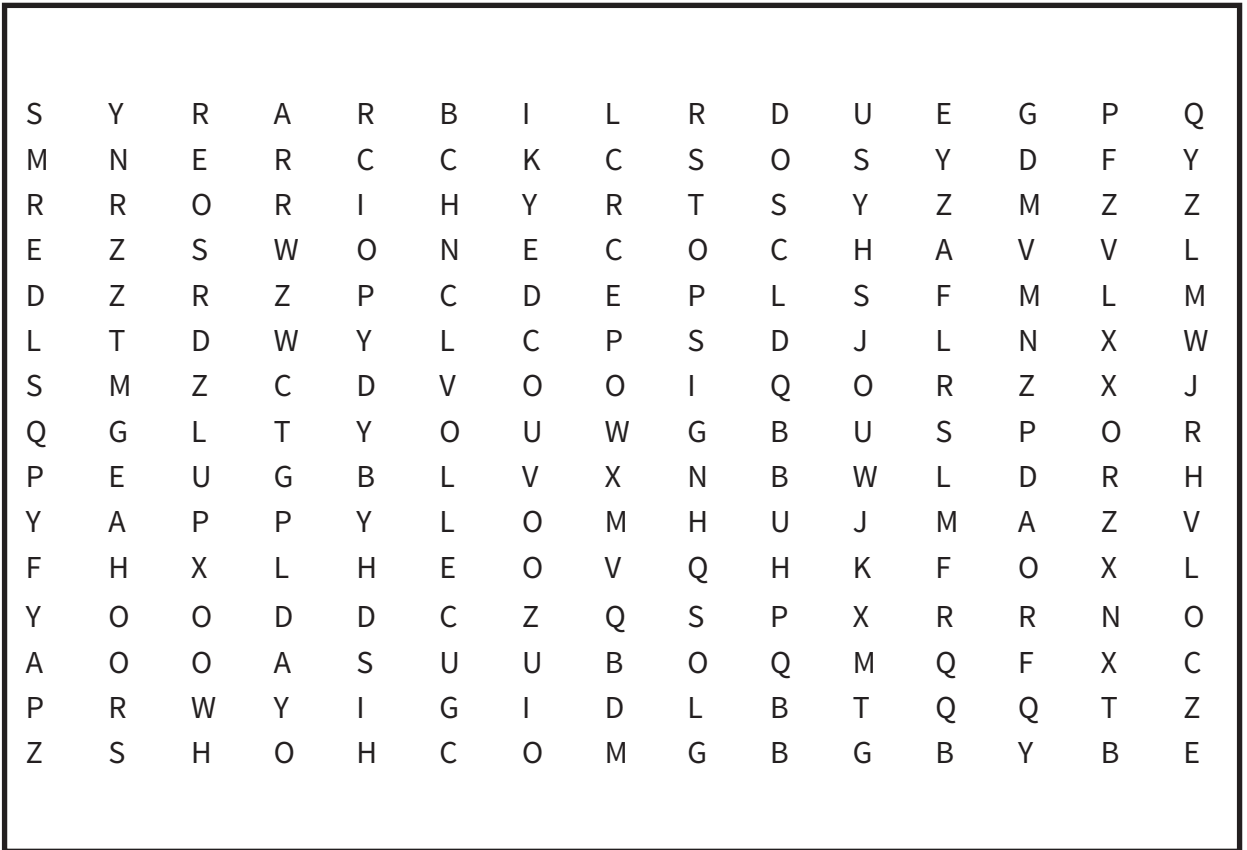 S Y R A R B I L R D U E G P Q
M N E R C C K C S O S Y D F Y
R R O R I H Y R T S Y Z M Z Z
E Z S W O N E C O C H A V V L
D Z R Z P C D E P L S F M L M
L T D W Y L C P S D J L N X W
S M Z C D V O O I Q O R Z X J
Q G L T Y O U W G B U S P O R
P E U G B L V X N B W L D R H
Y A P P Y L O M H U J M A Z V
F H X L H E O V Q H K F O X L
Y O O D D C Z Q S P X R R N O
A O O A S U U B O Q M Q F X C
P R W Y I G I D L B T Q Q T Z
Z S H O H C O M G B G B Y B E